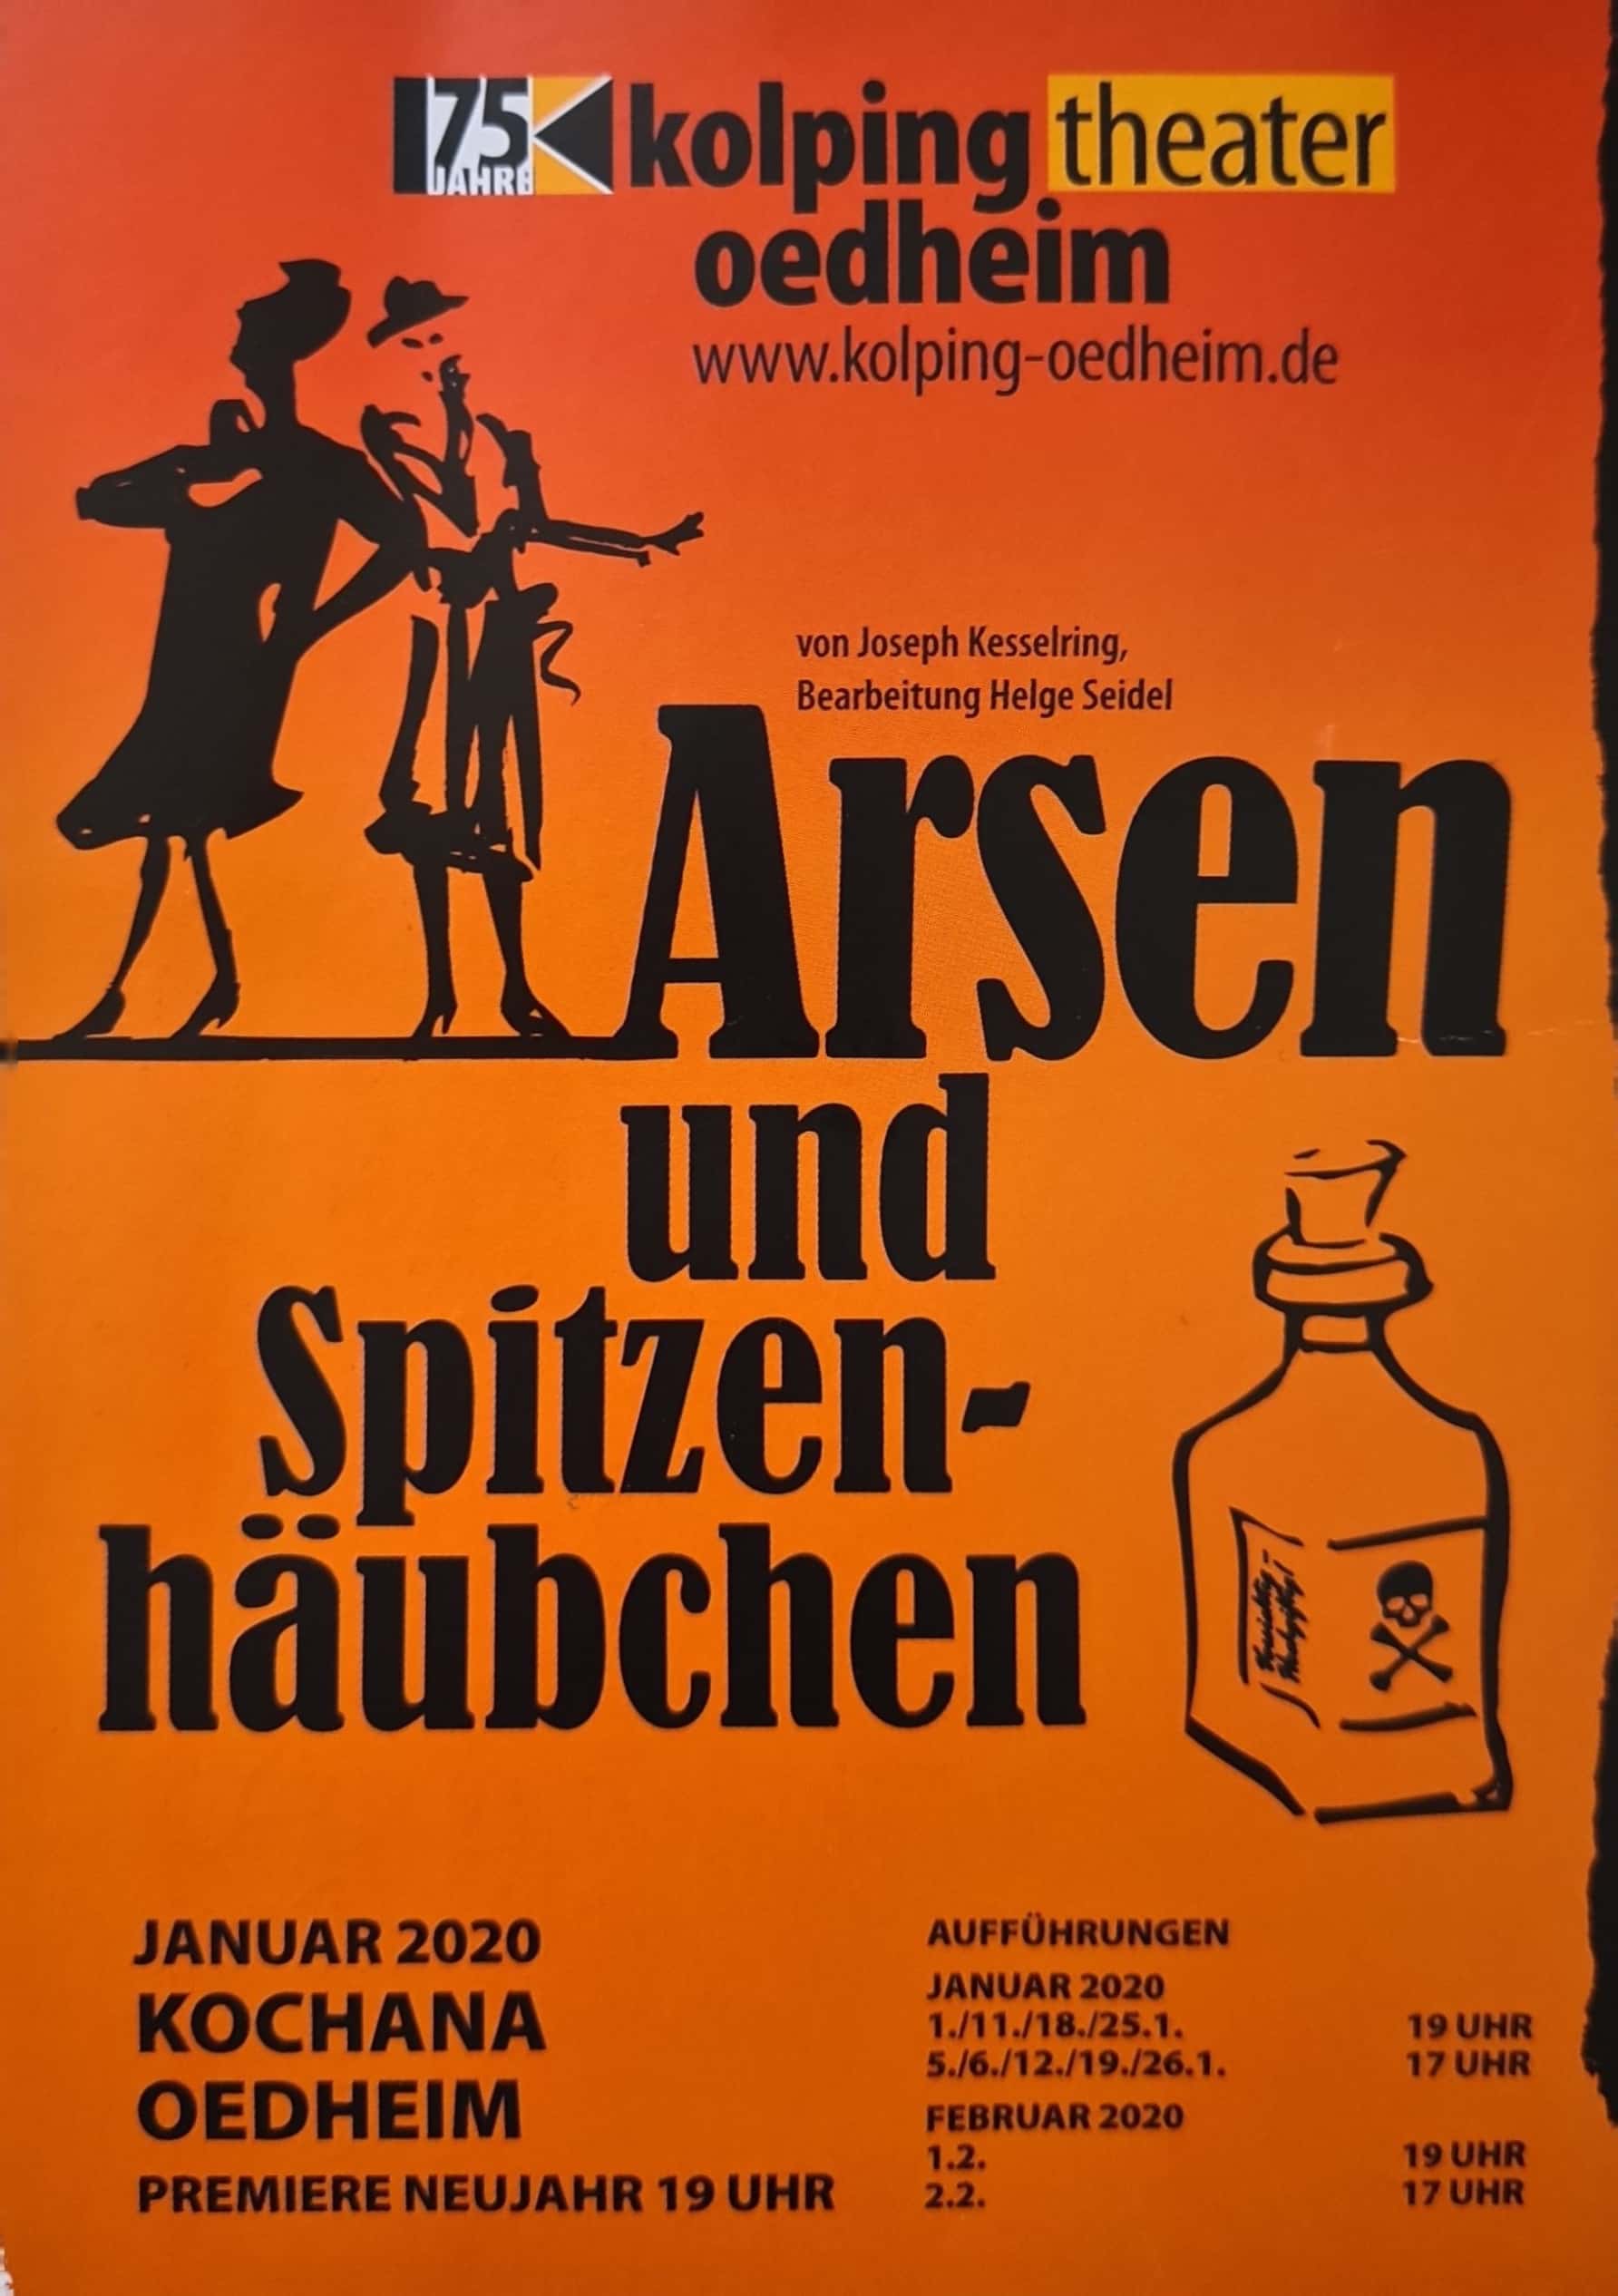 75 JAHRE
kolping theater
oedheim
www.kolping-oedheim.de
von Joseph Kesselring,
Bearbeitung Helge Seidel
Arsen
und
Spitzen-
häubchen
JANUAR 2020
KOCHANA
OEDHEIM
PREMIERE NEUJAHR 19 UHR
AUFFÜHRUNGEN
JANUAR 2020
1./11./18./25.1. 19 UHR
5./6./12./19./26.1. 17 UHR
FEBRUAR 2020
1.2. 19 UHR
2.2. 17 UHR